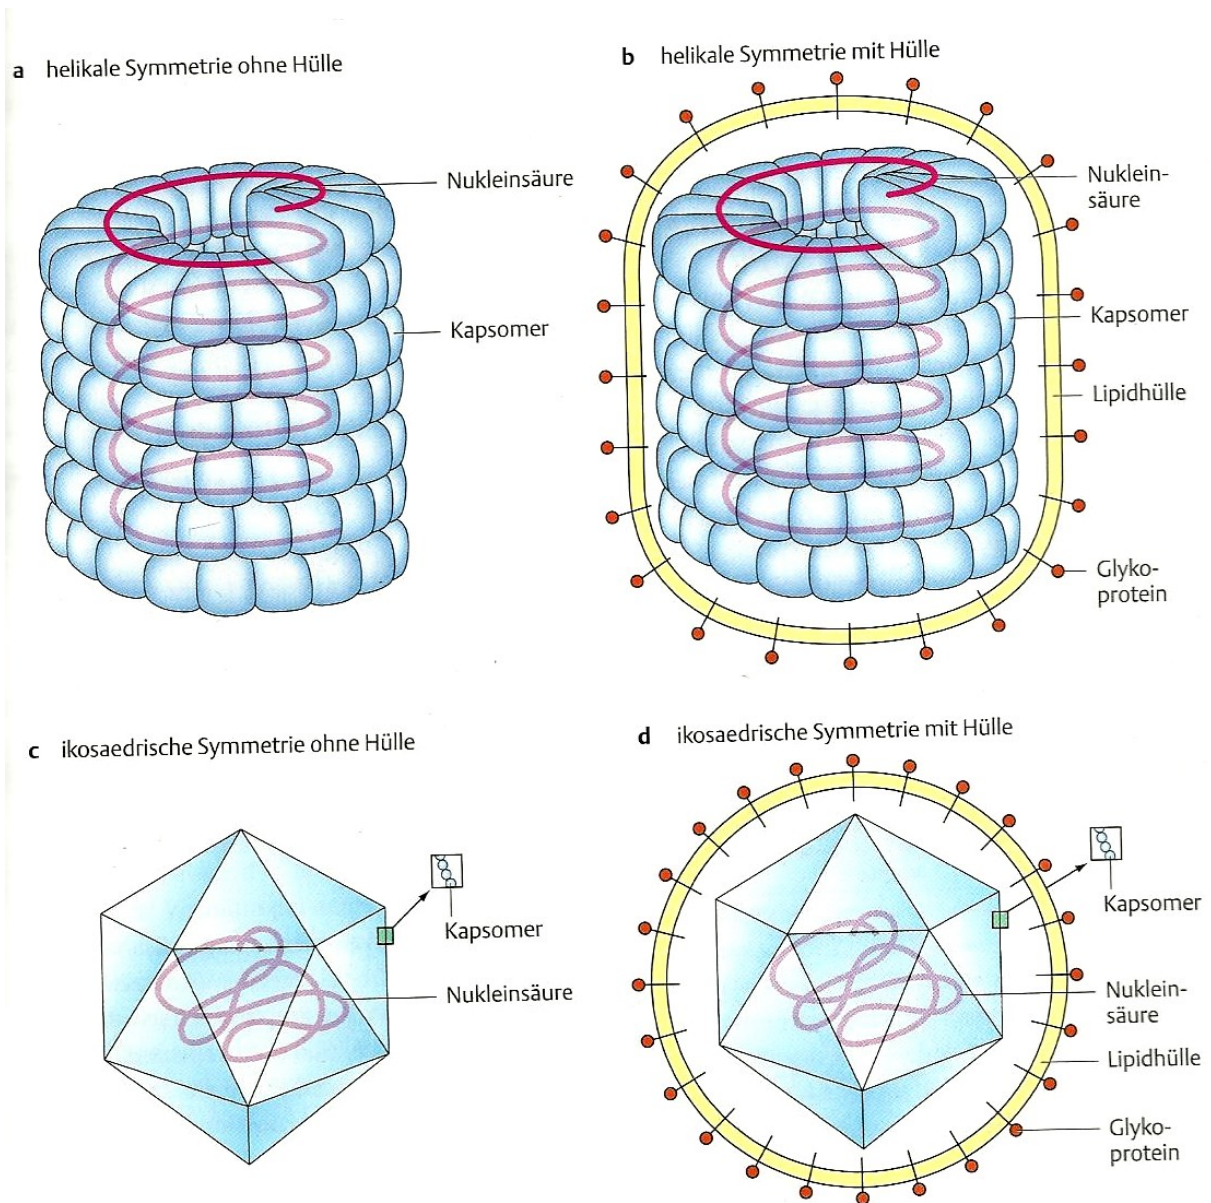 a helikale Symmetrie ohne Hülle
Nukleinsäure
Kapsomer
b helikale Symmetrie mit Hülle
Nuklein-
säure
Kapsomer
Lipidhülle
Glyko-
protein
c ikosaedrische Symmetrie ohne Hülle
Kapsomer
Nukleinsäure
d ikosaedrische Symmetrie mit Hülle
Kapsomer
Nuklein-
säure
Lipidhülle
Glyko-
protein